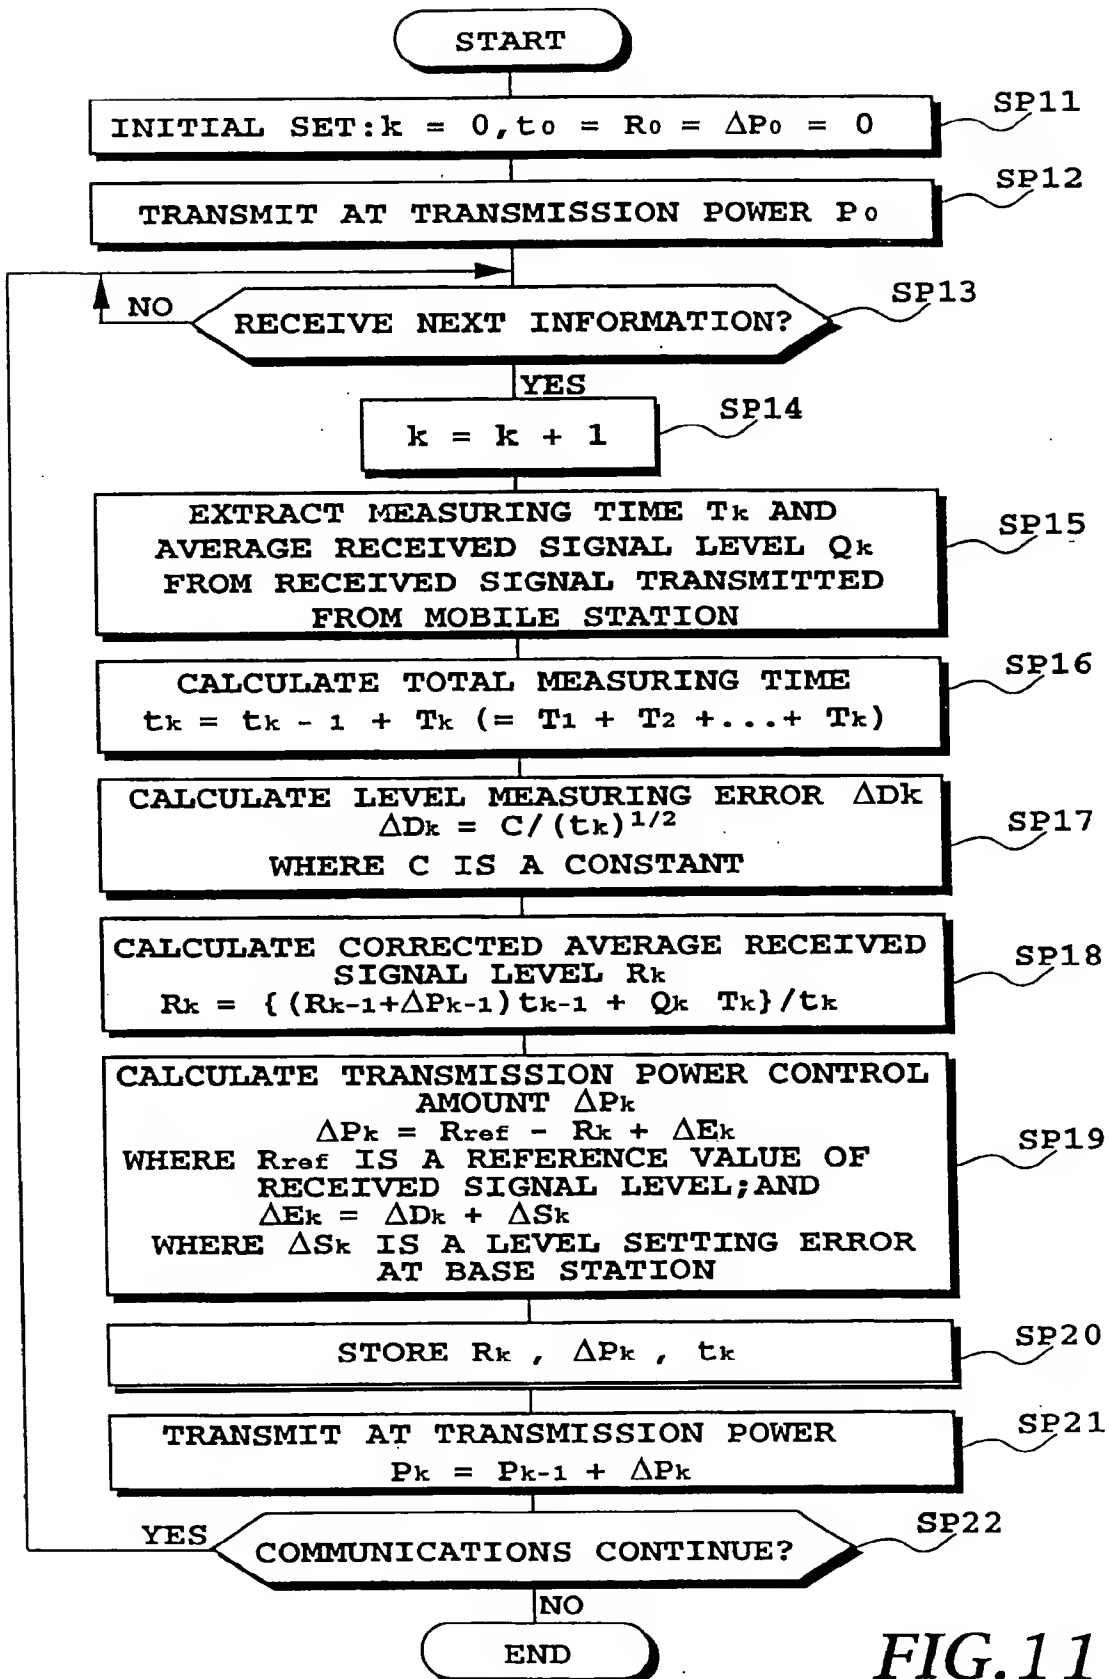 START
SP11
INITIAL SET:k = 0,t0 = R0 = ΔP0 = 0
SP12
TRANSMIT AT TRANSMISSION POWER P0
SP13
NO
RECEIVE NEXT INFORMATION?
YES
SP14
k = k + 1
EXTRACT MEASURING TIME Tk AND
SP15
AVERAGE RECEIVED SIGNAL LEVEL Qk
FROM RECEIVED SIGNAL TRANSMITTED
FROM MOBILE STATION
SP16
CALCULATE TOTAL MEASURING TIME
tk = tk - 1 + Tk (= T1 + T2 +...+ Tk)
CALCULATE LEVEL MEASURING ERROR ΔDk
SP17
ΔDk = C/(tk)1/2
WHERE C IS A CONSTANT
CALCULATE CORRECTED AVERAGE RECEIVED
SP18
SIGNAL LEVEL Rk
Rk = {(Rk-1+ΔPk-1)tk-1 + Qk Tk}/tk
CALCULATE TRANSMISSION POWER CONTROL
AMOUNT ΔPk
ΔPk = Rref - Rk + ΔEk
SP19
WHERE Rref IS A REFERENCE VALUE OF
RECEIVED SIGNAL LEVEL;AND
ΔEk = ΔDk + ΔSk
WHERE ΔSk IS A LEVEL SETTING ERROR
AT BASE STATION
SP20
STORE Rk , ΔPk , tk
SP21
TRANSMIT AT TRANSMISSION POWER
Pk = Pk-1 + ΔPk
SP22
YES
COMMUNICATIONS CONTINUE?
NO
END
FIG.11